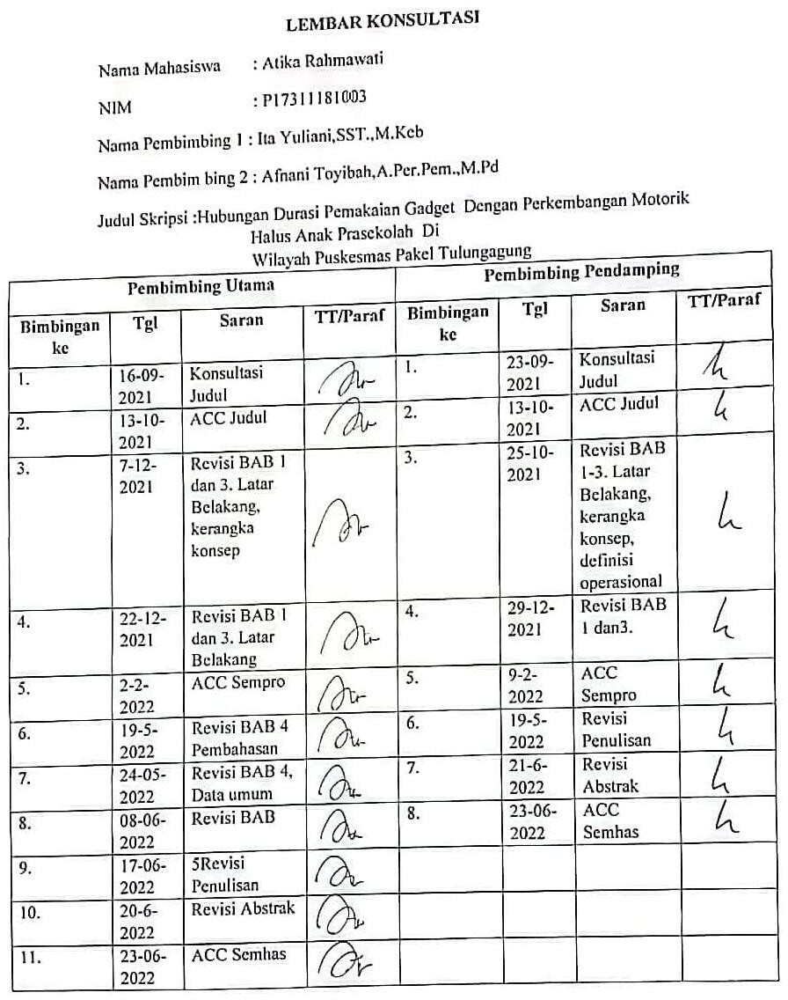 LEMBAR KONSULTASI
Nama Mahasiswa : Atika Rahmawati
NIM : P17311181003
Nama Pembimbing 1 : Ita Yuliani,SST.,M.Keb
Nama Pembim bing 2 : Afnani Toyibah,A.Per.Pem.,M.Pd
Judul Skripsi :Hubungan Durasi Pemakaian Gadget Dengan Perkembangan Motorik
Halus Anak Prasekolah Di
Wilayah Puskesmas Pakel Tulungagung
Pembimbing Utama Pembimbing Pendamping
Bimbingan Tgl Saran TT/Paraf Bimbingan Tgl Saran TT/Paraf
ke ke
1. 16-09- Konsultasi 1. 23-09- Konsultasi
2021 Judul 2021 Judul
2. 13-10- ACC Judul 2. 13-10- ACC Judul
2021 2021
3. 7-12- Revisi BAB 1 3. 25-10- Revisi BAB
2021 dan 3. Latar 2021 1-3. Latar
Belakang, Belakang,
kerangka kerangka
konsep konsep,
definisi
operasional
4. 22-12- Revisi BAB 1 4. 29-12- Revisi BAB
2021 dan 3. Latar 2021 1 dan3.
Belakang
5. 2-2- ACC Sempro 5. 9-2- ACC
2022 2022 Sempro
6. 19-5- Revisi BAB 4 6. 19-5- Revisi
2022 Pembahasan 2022 Penulisan
7. 24-05- Revisi BAB 4, 7. 21-6- Revisi
2022 Data umum 2022 Abstrak
8. 08-06- Revisi BAB 8. 23-06- ACC
2022 2022 Semhas
9. 17-06- 5Revisi
2022 Penulisan
10. 20-6- Revisi Abstrak
2022
11. 23-06- ACC Semhas
2022